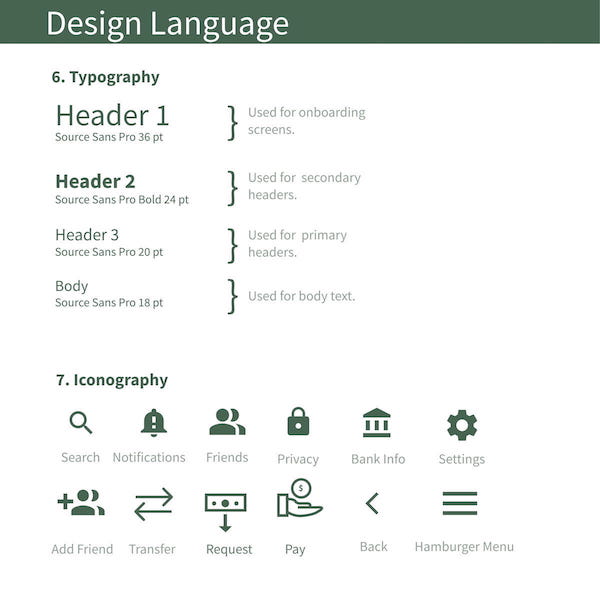 Design Language
6. Typography
Header 1
Source Sans Pro 36 pt
} Used for onboarding
screens.
Header 2
Source Sans Pro Bold 24 pt
} Used for secondary
headers.
Header 3
Source Sans Pro 20 pt
} Used for primary
headers.
Body
Source Sans Pro 18 pt
} Used for body text.
7. Iconography
Search Notifications Friends Privacy Bank Info Settings
$
Add Friend Transfer Request Pay Back Hamburger Menu